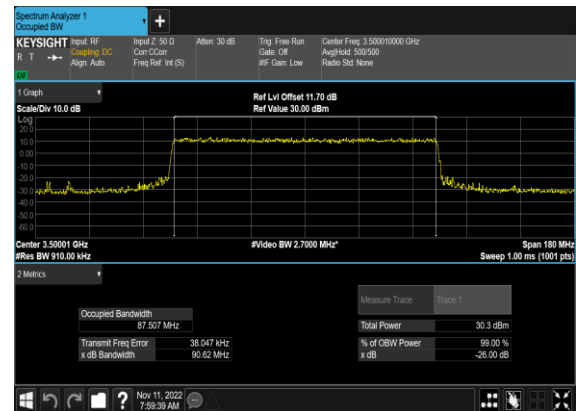 Spectrum Analyzer 1
Occupied BW
KEYSIGHT
R T
LW
Input: RF
Coupling: DC
Align: Auto
Input Z: 50 Ω
Corr CCorr
Freq Ref: Int (S)
Atten: 30 dB
Trig: Free Run
Gate: Off
#IF Gain: Low
Center Freq: 3.500010000 GHz
Avg|Hold: 500/500
Radio Std: None
1 Graph
Scale/Div 10.0 dB
Ref Lvl Offset 11.70 dB
Ref Value 30.00 dBm
Log
20.0
10.0
0.00
-10.0
-20.0
-30.0
-40.0
-50.0
-60.0
Center 3.50001 GHz
#Res BW 910.00 kHz
#Video BW 2.7000 MHz*
Span 180 MHz
Sweep 1.00 ms (1001 pts)
2 Metrics
Measure Trace Trace 1
Occupied Bandwidth
87.507 MHz
Total Power 30.3 dBm
Transmit Freq Error 38.047 kHz
% of OBW Power 99.00 %
x dB Bandwidth 90.62 MHz
x dB -26.00 dB
?
Nov 11, 2022
7:59:39 AM